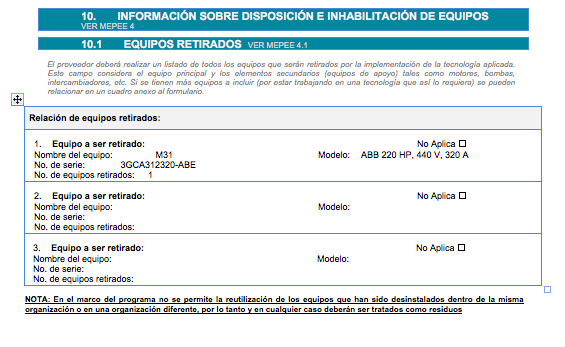 10. INFORMACIÓN SOBRE DISPOSICIÓN E INHABILITACIÓN DE EQUIPOS
VER MEPEE 4
10.1 EQUIPOS RETIRADOS VER MEPEE 4.1
El proveedor deberá realizar un listado de todos los equipos que serán retirados por la implementación de la tecnología aplicada.
Este campo considera el equipo principal y los elementos secundarios (equipos de apoyo) tales como motores, bombas,
intercambiadores, etc. Si se tienen más equipos a incluir (por estar trabajando en una tecnología que así lo requiera) se pueden
relacionar en un cuadro anexo al formulario.
Relación de equipos retirados:
1. Equipo a ser retirado: No Aplica ☐
Nombre del equipo: M31 Modelo: ABB 220 HP, 440 V, 320 A
No. de serie: 3GCA312320-ABE
No. de equipos retirados: 1
2. Equipo a ser retirado: No Aplica ☐
Nombre del equipo: Modelo:
No. de serie:
No. de equipos retirados:
3. Equipo a ser retirado: No Aplica ☐
Nombre del equipo: Modelo:
No. de serie:
No. de equipos retirados:
NOTA: En el marco del programa no se permite la reutilización de los equipos que han sido desinstalados dentro de la misma
organización o en una organización diferente, por lo tanto y en cualquier caso deberán ser tratados como residuos